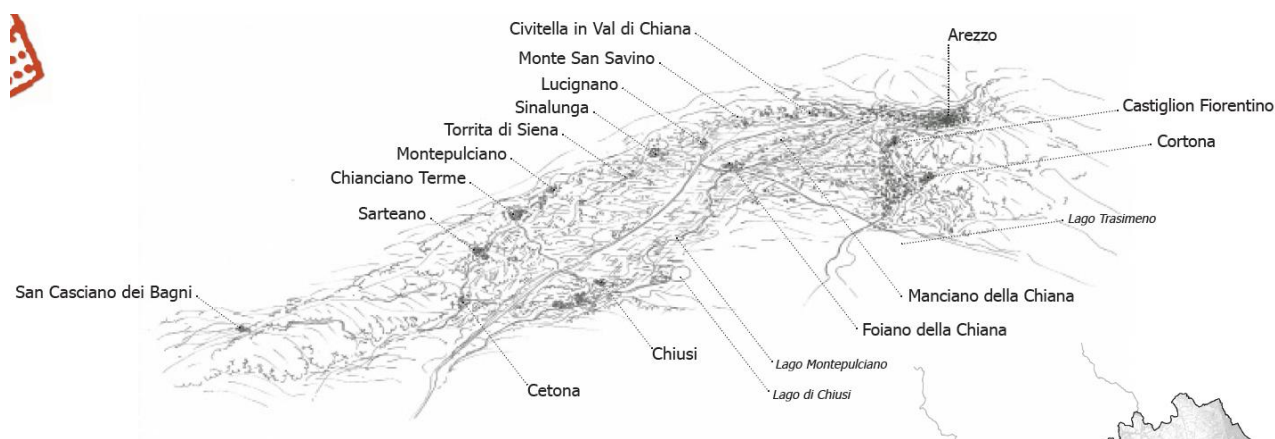 Civitella in Val di Chiana
Arezzo
Monte San Savino
Lucignano
Castiglion Fiorentino
Sinalunga
Torrita di Siena
Cortona
Montepulciano
Chianciano Terme
Sarteano
Lago Trasimeno
San Casciano dei Bagni
Manciano della Chiana
Foiano della Chiana
Chiusi
Lago Montepulciano
Cetona
Lago di Chiusi